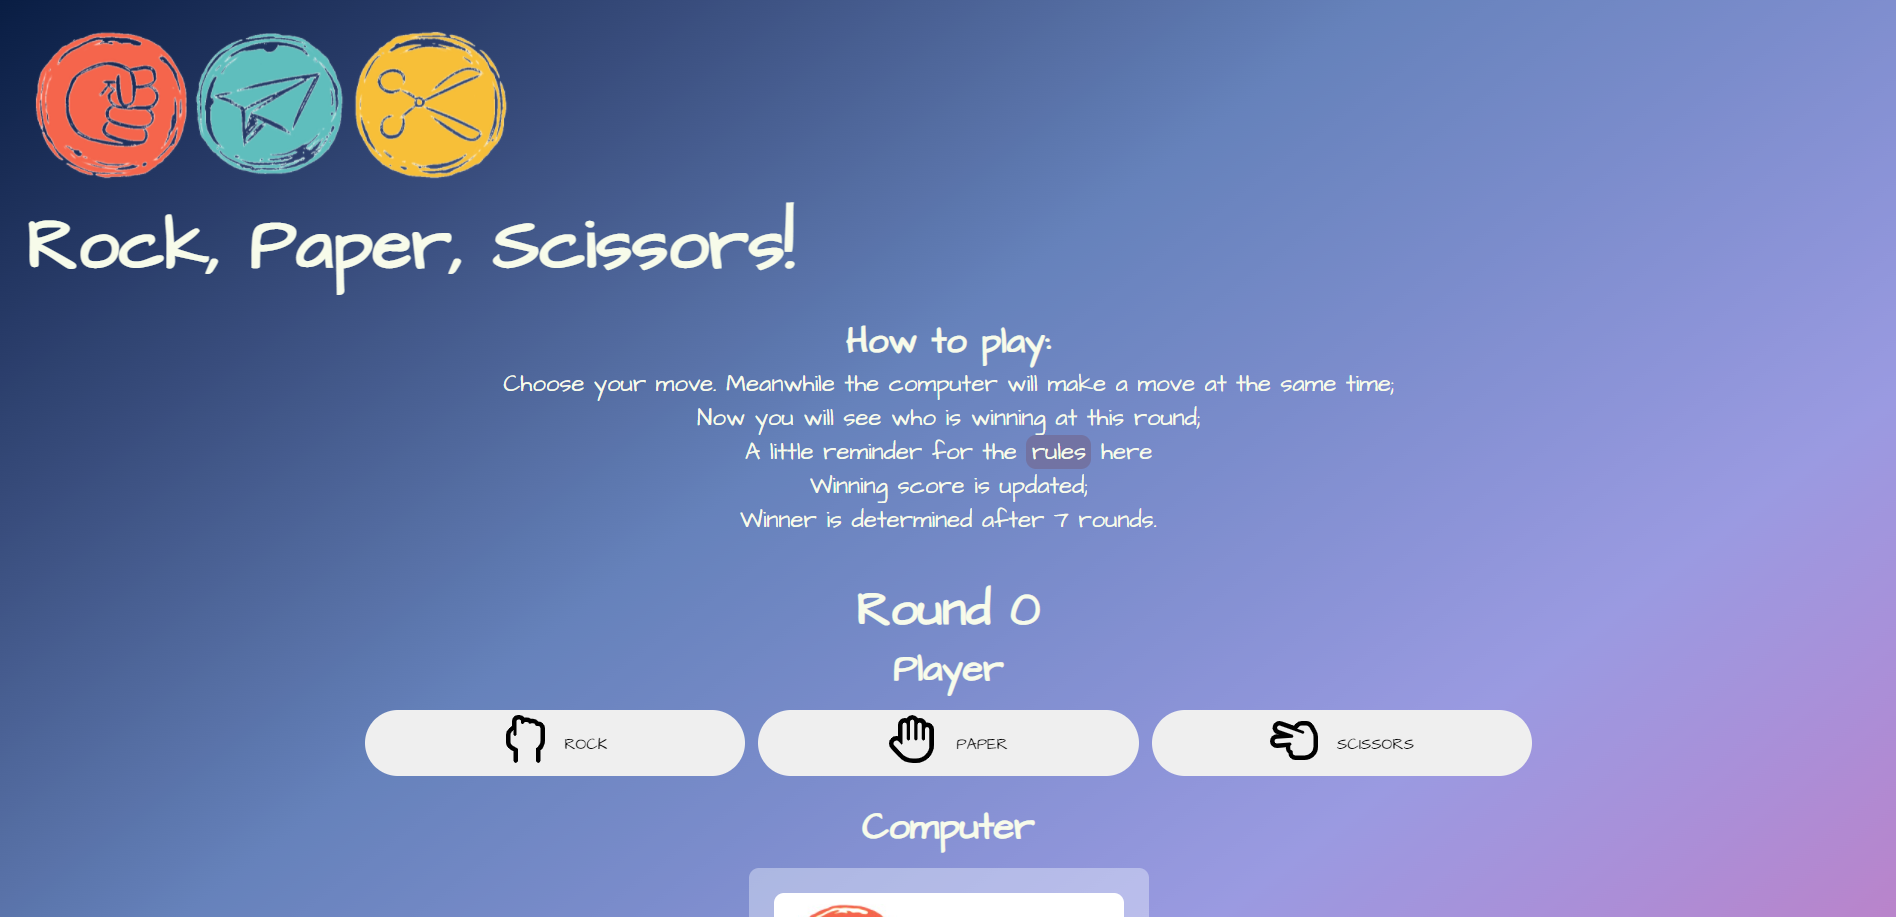 Rock, Paper, Scissors!
How to play:
Choose your move. Meanwhile the computer will make a move at the same time;
Now you will see who is winning at this round;
A little reminder for the rules here
Winning score is updated;
Winner is determined after 7 rounds.
Round 0
Player
ROCK
PAPER
SCISSORS
Computer